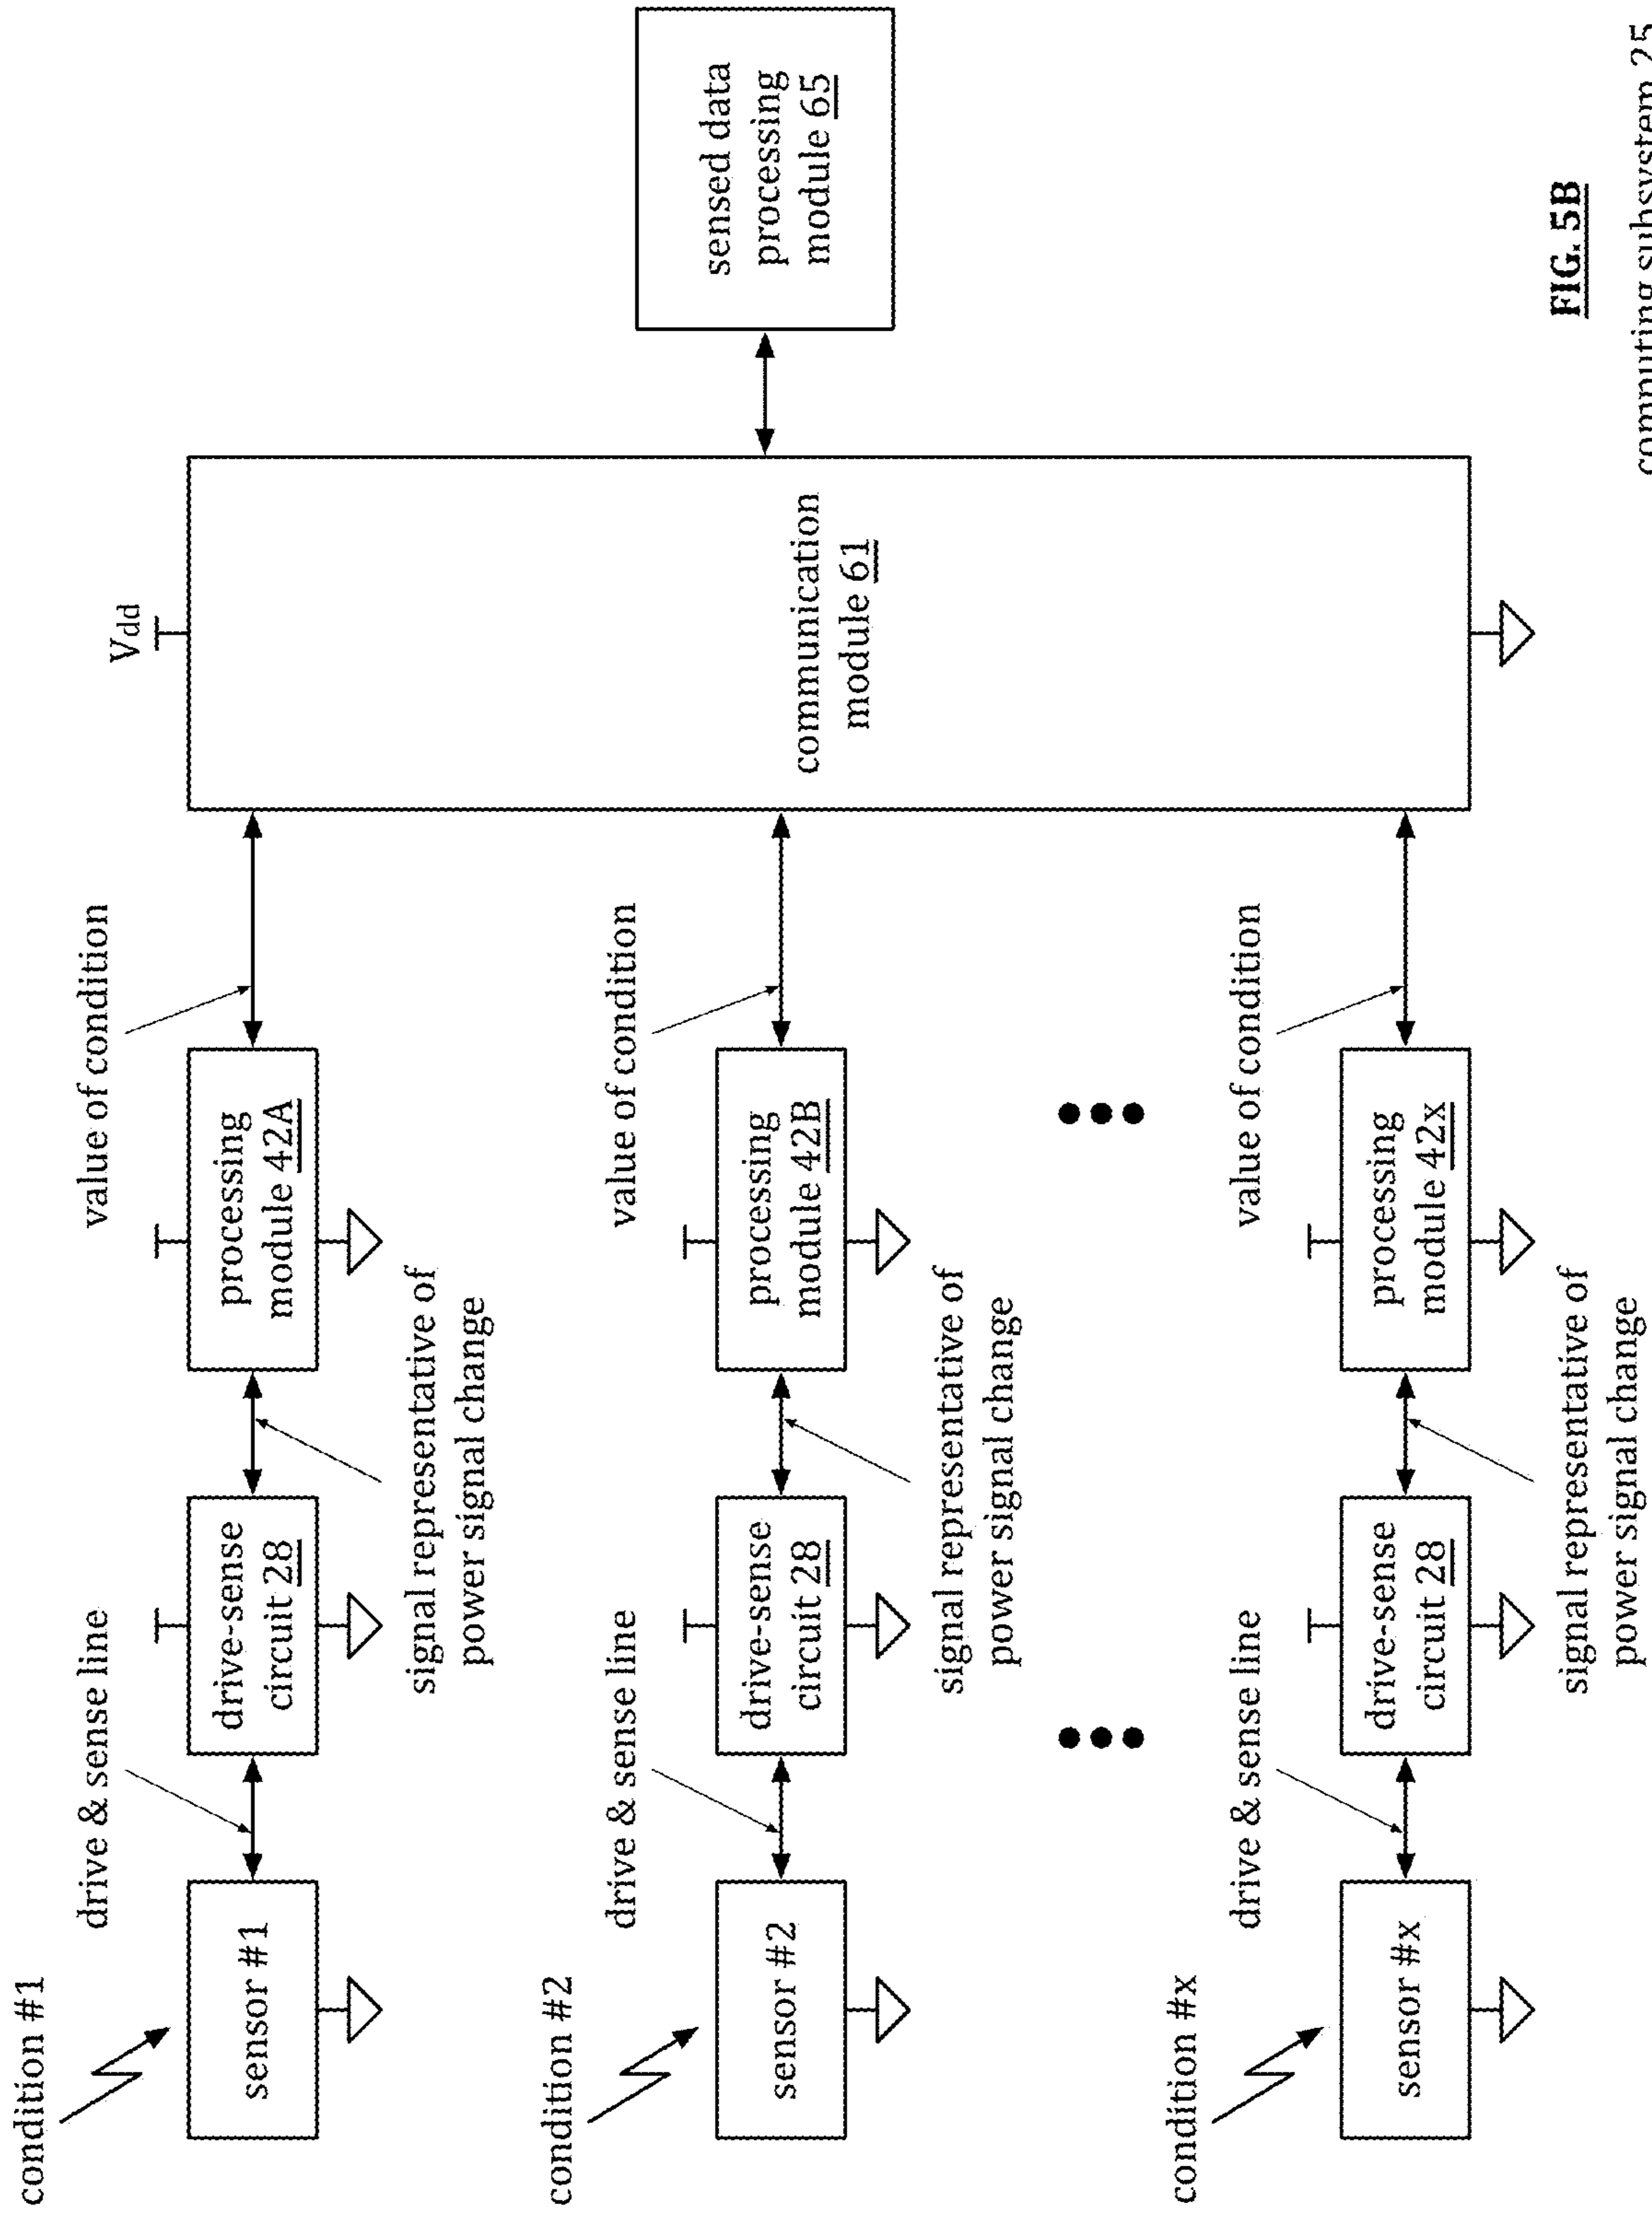 condition #1
sensor #1
drive & sense line
drive-sense
circuit 28
signal representative of
power signal change
processing
module 42A
value of condition
condition #2
sensor #2
drive & sense line
drive-sense
circuit 28
signal representative of
power signal change
processing
module 42B
value of condition
condition #x
sensor #x
drive & sense line
drive-sense
circuit 28
signal representative of
power signal change
processing
module 42x
value of condition
Vdd
communication
module 61
sensed data
processing
module 65
FIG. 5B
computing subsystem 25